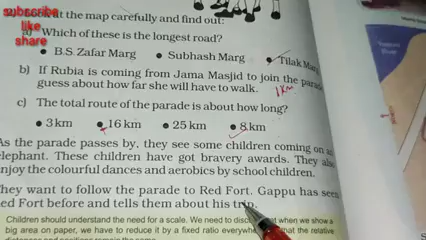 subscribe
like
share
at the map carefully and find out:
a) Which of these is the longest road?
• B.S. Zafar Marg • Subhash Marg • Tilak Marg
b) If Rubia is coming from Jama Masjid to join the parade
guess about how far she will have to walk. 1km
c) The total route of the parade is about how long?
• 3 km • 16 km • 25 km • 8 km
As the parade passes by, they see some children coming on an
elephant. These children have got bravery awards. They also
enjoy the colourful dances and aerobics by school children.
They want to follow the parade to Red Fort. Gappu has seen
Red Fort before and tells them about his trip.
Children should understand the need for a scale. We need to discuss that when we show a
big area on paper, we have to reduce it by a fixed ratio everywhere that the relative